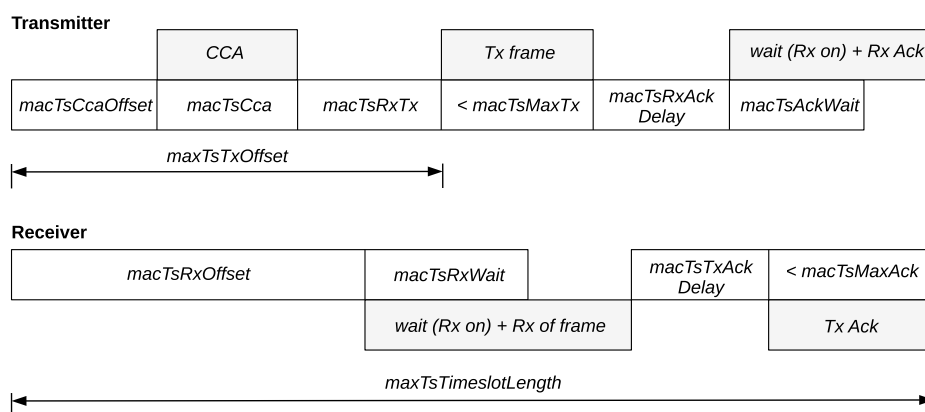 Transmitter
CCA
Tx frame
wait (Rx on) + Rx Ack
macTsCcaOffset
macTsCca
macTsRxTx
< macTsMaxTx
macTsRxAck
Delay
macTsAckWait
maxTsTxOffset
Receiver
macTsRxOffset
macTsRxWait
macTsTxAck
Delay
< macTsMaxAck
wait (Rx on) + Rx of frame
Tx Ack
maxTsTimeslotLength